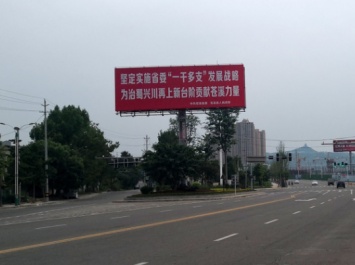 坚定实施省委“一干多支”发展战略
为治蜀兴川再上新台阶贡献苍溪力量